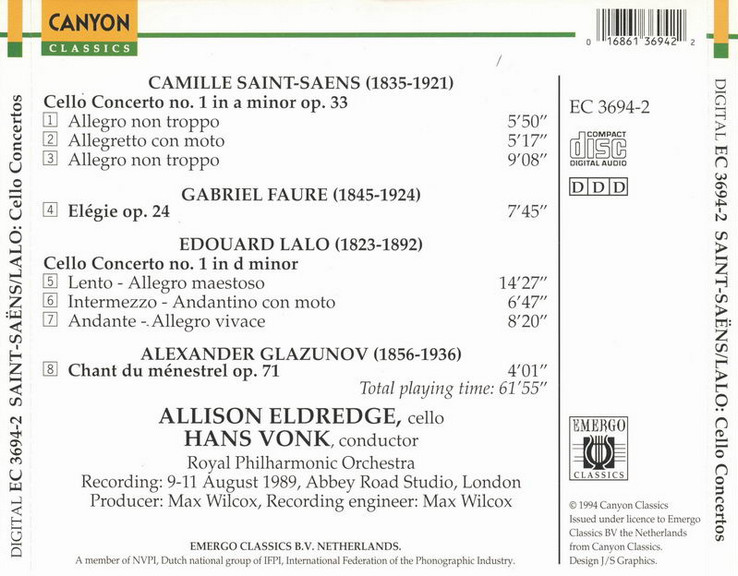 CANYON
CLASSICS
0 16861 36942 2
CAMILLE SAINT-SAENS (1835-1921)
Cello Concerto no. 1 in a minor op. 33
1 Allegro non troppo 5’50”
2 Allegretto con moto 5’17”
3 Allegro non troppo 9’08”
GABRIEL FAURE (1845-1924)
4 Elégie op. 24 7’45”
EDOUARD LALO (1823-1892)
Cello Concerto no. 1 in d minor
5 Lento - Allegro maestoso 14’27”
6 Intermezzo - Andantino con moto 6’47”
7 Andante - Allegro vivace 8’20”
ALEXANDER GLAZUNOV (1856-1936)
8 Chant du ménestrel op. 71 4’01”
Total playing time: 61’55”
ALLISON ELDREDGE, cello
HANS VONK, conductor
Royal Philharmonic Orchestra
Recording: 9-11 August 1989, Abbey Road Studio, London
Producer: Max Wilcox, Recording engineer: Max Wilcox
EMERGO CLASSICS B.V. NETHERLANDS.
A member of NVPI, Dutch national group of IFPI, International Federation of the Phonographic Industry.
EC 3694-2
COMPACT
disc
DIGITAL AUDIO
D D D
EMERGO
CLASSICS
© 1994 Canyon Classics
Issued under licence to Emergo
Classics BV the Netherlands
from Canyon Classics.
Design J/S Graphics.
DIGITAL EC 3694-2 SAINT-SAËNS/LALO: Cello Concertos
DIGITAL EC 3694-2 SAINT-SAËNS/LALO: Cello Concertos